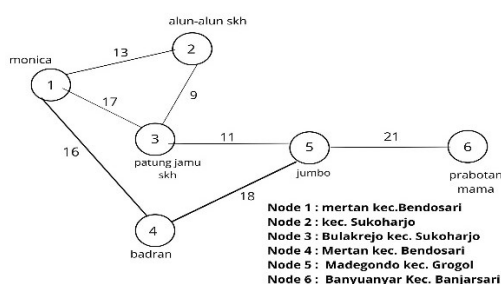 alun-alun skh
13
2
monica
1
17
9
3
11
5
21
6
patung jamu
skh
jumbo
prabotan
mama
16
18
4
badran
Node 1 : mertan kec.Bendosari
Node 2 : kec. Sukoharjo
Node 3 : Bulakrejo kec. Sukoharjo
Node 4 : Mertan kec. Bendosari
Node 5 : Madegondo kec. Grogol
Node 6 : Banyuanyar Kec. Banjarsari